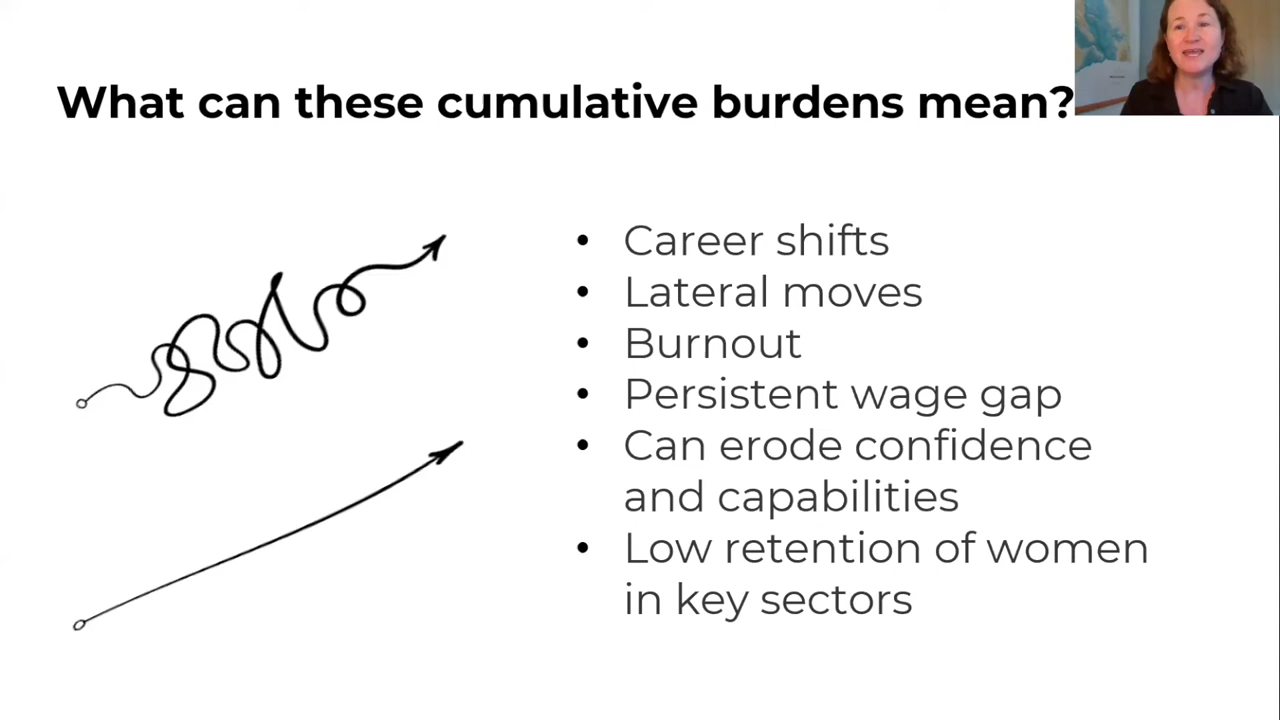 What can these cumulative burdens mean?
• Career shifts
• Lateral moves
• Burnout
• Persistent wage gap
• Can erode confidence
and capabilities
• Low retention of women
in key sectors